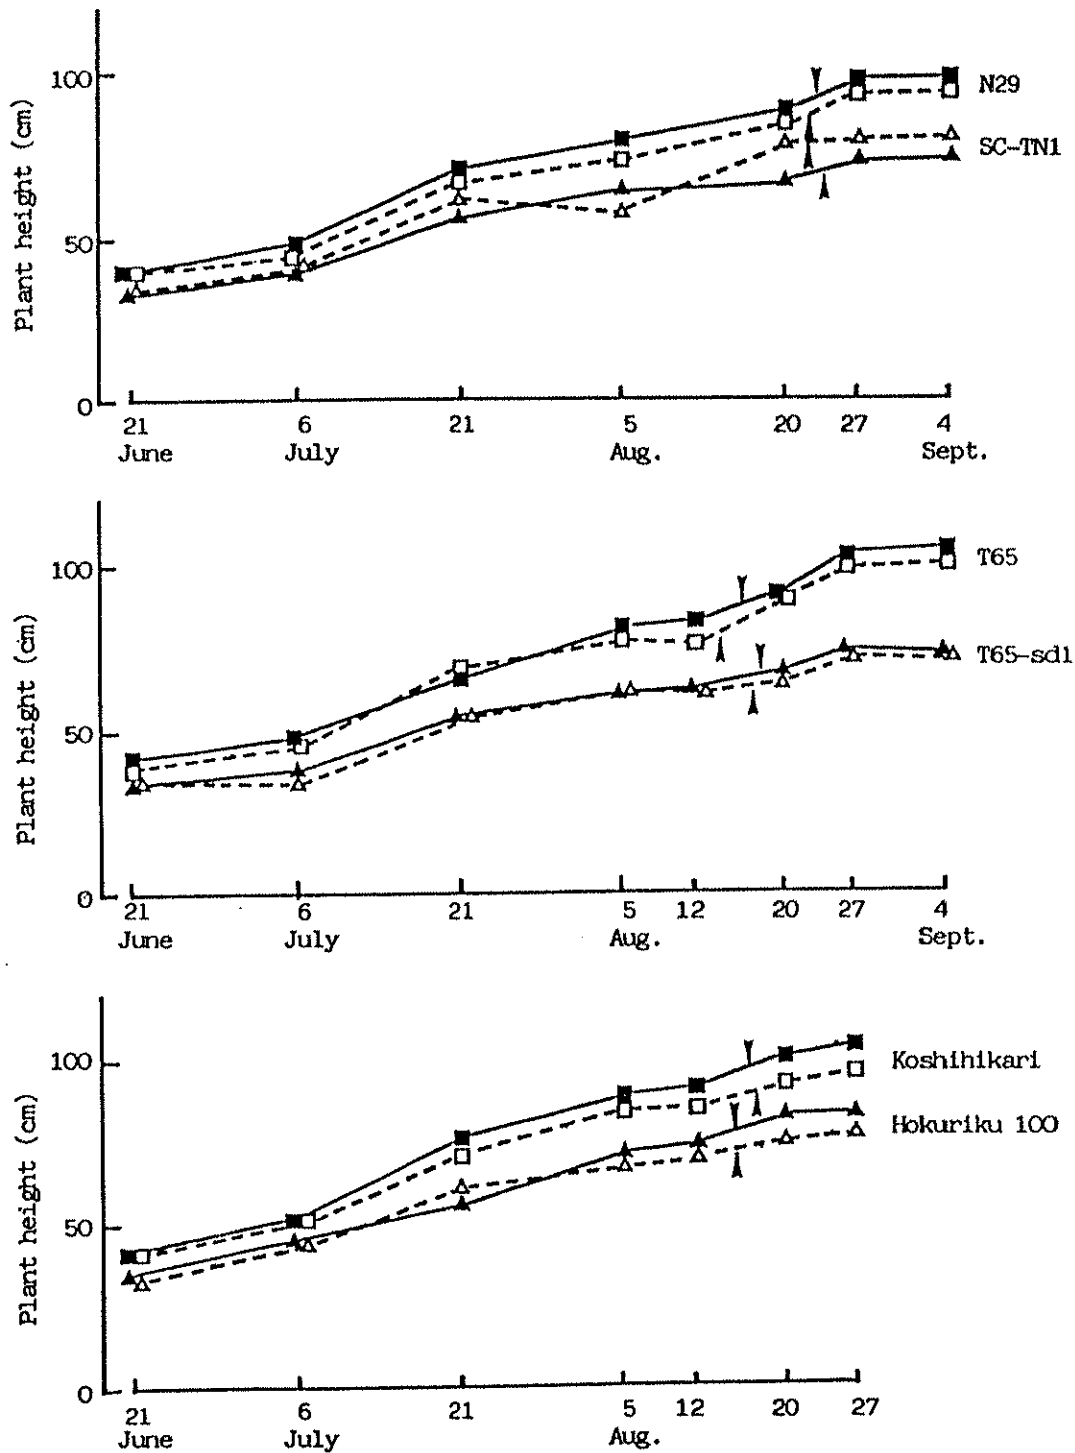 Plant height (cm)
100
50
0
N29
SC-TN1
21 6 21 5 20 27 4
June July Aug. Sept.
Plant height (cm)
100
50
0
T65
T65-sd1
21 6 21 5 12 20 27 4
June July Aug. Sept.
Plant height (cm)
100
50
0
Koshihikari
Hokuriku 100
21 6 21 5 12 20 27
June July Aug.